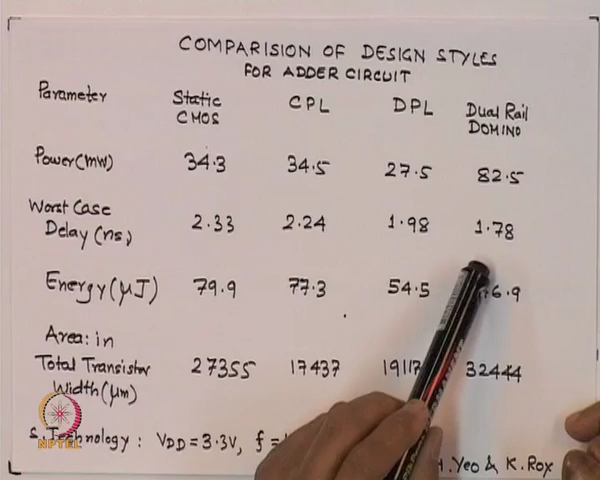 COMPARISION OF DESIGN STYLES
FOR ADDER CIRCUIT
Parameter Static CPL DPL Dual Rail
CMOS DOMINO
Power(mW) 34.3 34.5 27.5 82.5
Worst Case
Delay (ns) 2.33 2.24 1.98 1.78
Energy(μJ) 79.9 77.3 54.5 6.9
Area: in
Total Transistor 27355 17437 19117 32444
Width(μm)
Technology: VDD = 3.3V, f =
Yeo & K. Roy
NPTEL